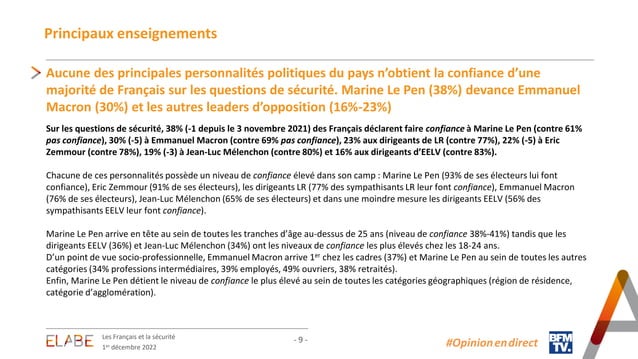 Principaux enseignements
Aucune des principales personnalités politiques du pays n’obtient la confiance d’une
majorité de Français sur les questions de sécurité. Marine Le Pen (38%) devance Emmanuel
Macron (30%) et les autres leaders d’opposition (16%-23%)
Sur les questions de sécurité, 38% (-1 depuis le 3 novembre 2021) des Français déclarent faire confiance à Marine Le Pen (contre 61%
pas confiance), 30% (-5) à Emmanuel Macron (contre 69% pas confiance), 23% aux dirigeants de LR (contre 77%), 22% (-5) à Eric
Zemmour (contre 78%), 19% (-3) à Jean-Luc Mélenchon (contre 80%) et 16% aux dirigeants d’EELV (contre 83%).
Chacune de ces personnalités possède un niveau de confiance élevé dans son camp : Marine Le Pen (93% de ses électeurs lui font
confiance), Eric Zemmour (91% de ses électeurs), les dirigeants LR (77% des sympathisants LR leur font confiance), Emmanuel Macron
(76% de ses électeurs), Jean-Luc Mélenchon (65% de ses électeurs) et dans une moindre mesure les dirigeants EELV (56% des
sympathisants EELV leur font confiance).
Marine Le Pen arrive en tête au sein de toutes les tranches d’âge au-dessus de 25 ans (niveau de confiance 38%-41%) tandis que les
dirigeants EELV (36%) et Jean-Luc Mélenchon (34%) ont les niveaux de confiance les plus élevés chez les 18-24 ans.
D’un point de vue socio-professionnelle, Emmanuel Macron arrive 1er chez les cadres (37%) et Marine Le Pen au sein de toutes les autres
catégories (34% professions intermédiaires, 39% employés, 49% ouvriers, 38% retraités).
Enfin, Marine Le Pen détient le niveau de confiance le plus élevé au sein de toutes les catégories géographiques (région de résidence,
catégorie d’agglomération).
ELABE
Les Français et la sécurité
1er décembre 2022
- 9 -
#Opinion en direct
BFM
TV.